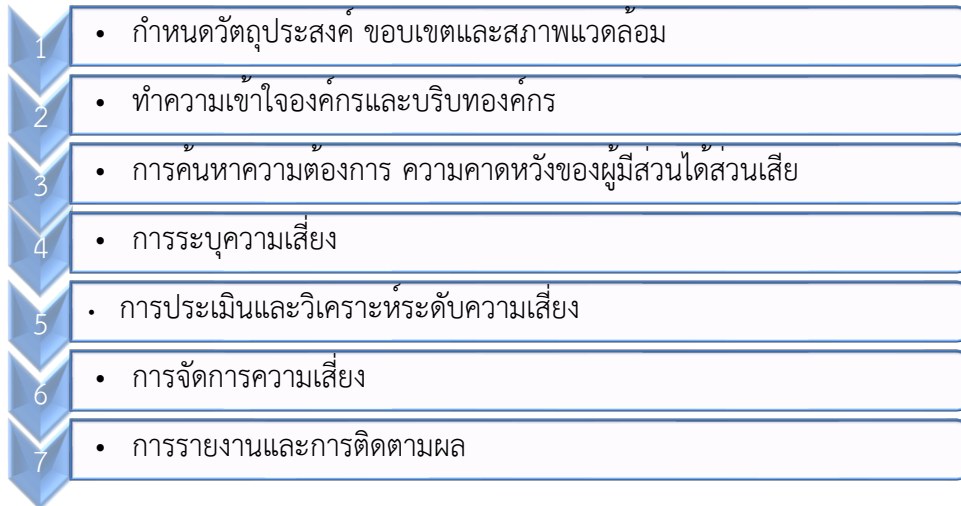 1 • กำหนดวัตถุประสงค์ ขอบเขตและสภาพแวดล้อม
2 • ทำความเข้าใจองค์กรและบริบทองค์กร
3 • การค้นหาความต้องการ ความคาดหวังของผู้มีส่วนได้ส่วนเสีย
4 • การระบุความเสี่ยง
5 • การประเมินและวิเคราะห์ระดับความเสี่ยง
6 • การจัดการความเสี่ยง
7 • การรายงานและการติดตามผล